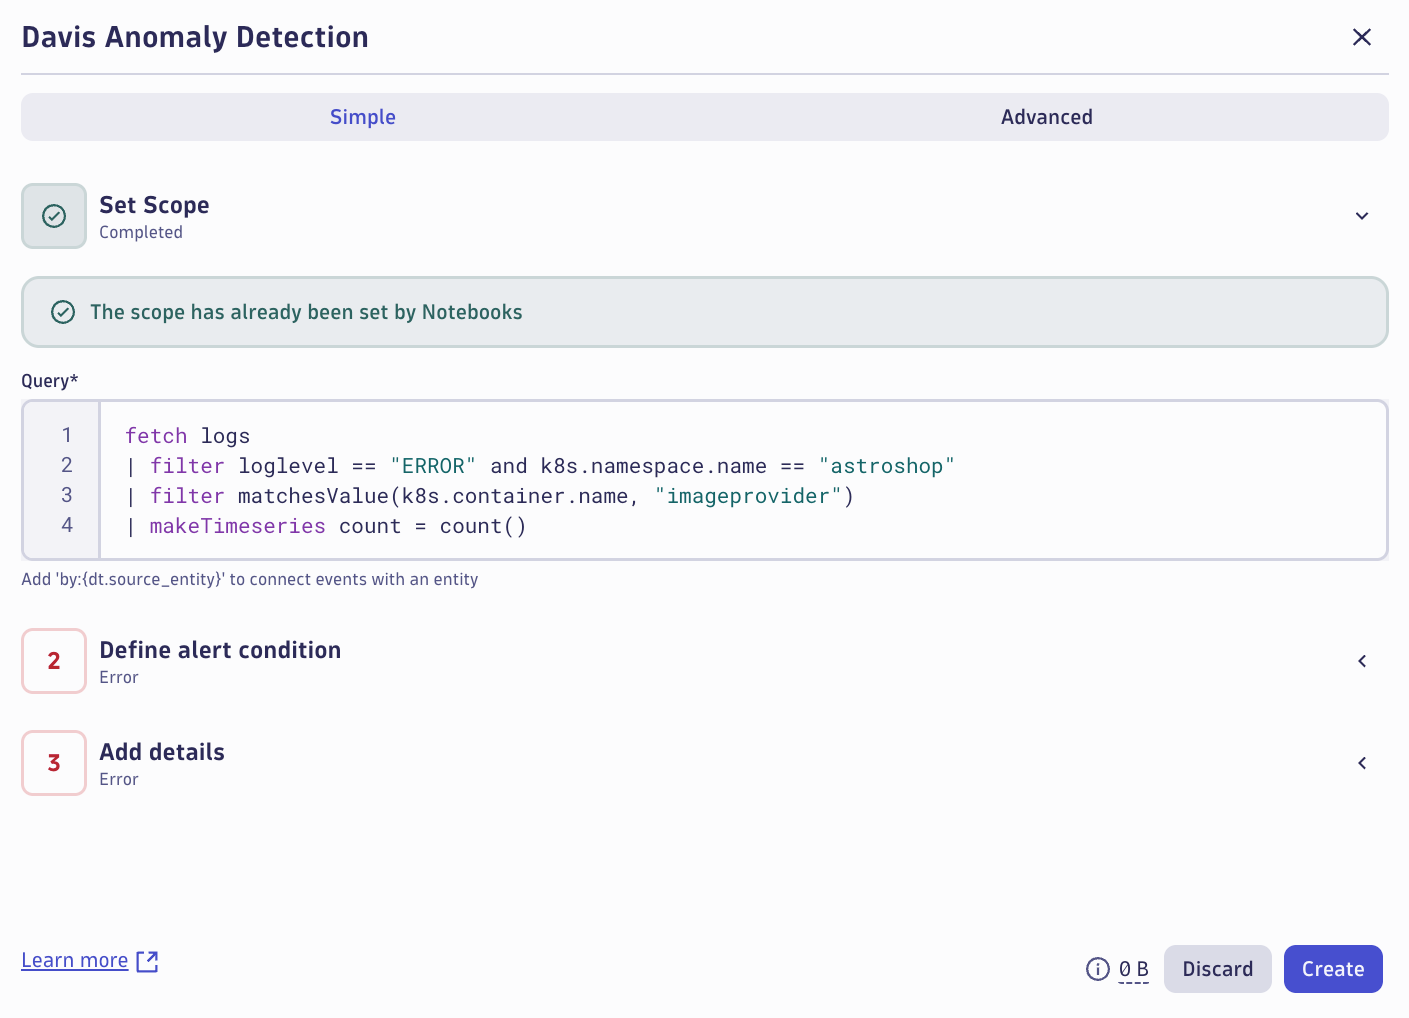 Davis Anomaly Detection
Simple
Advanced
Set Scope
Completed
The scope has already been set by Notebooks
Query*
1 fetch logs
2 | filter loglevel == "ERROR" and k8s.namespace.name == "astroshop"
3 | filter matchesValue(k8s.container.name, "imageprovider")
4 | makeTimeseries count = count()
Add 'by:{dt.source_entity}' to connect events with an entity
2
Define alert condition
Error
3
Add details
Error
Learn more
0 B
Discard
Create